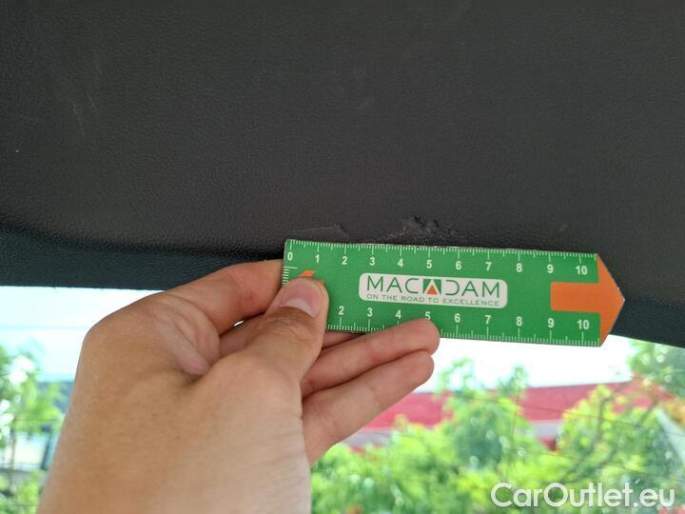 0 1 2 3 4 5 6 7 8 9 10
MACADAM
ON THE ROAD TO EXCELLENCE
2 3 4 5 6 7 8 9 10
CarOutlet.eu